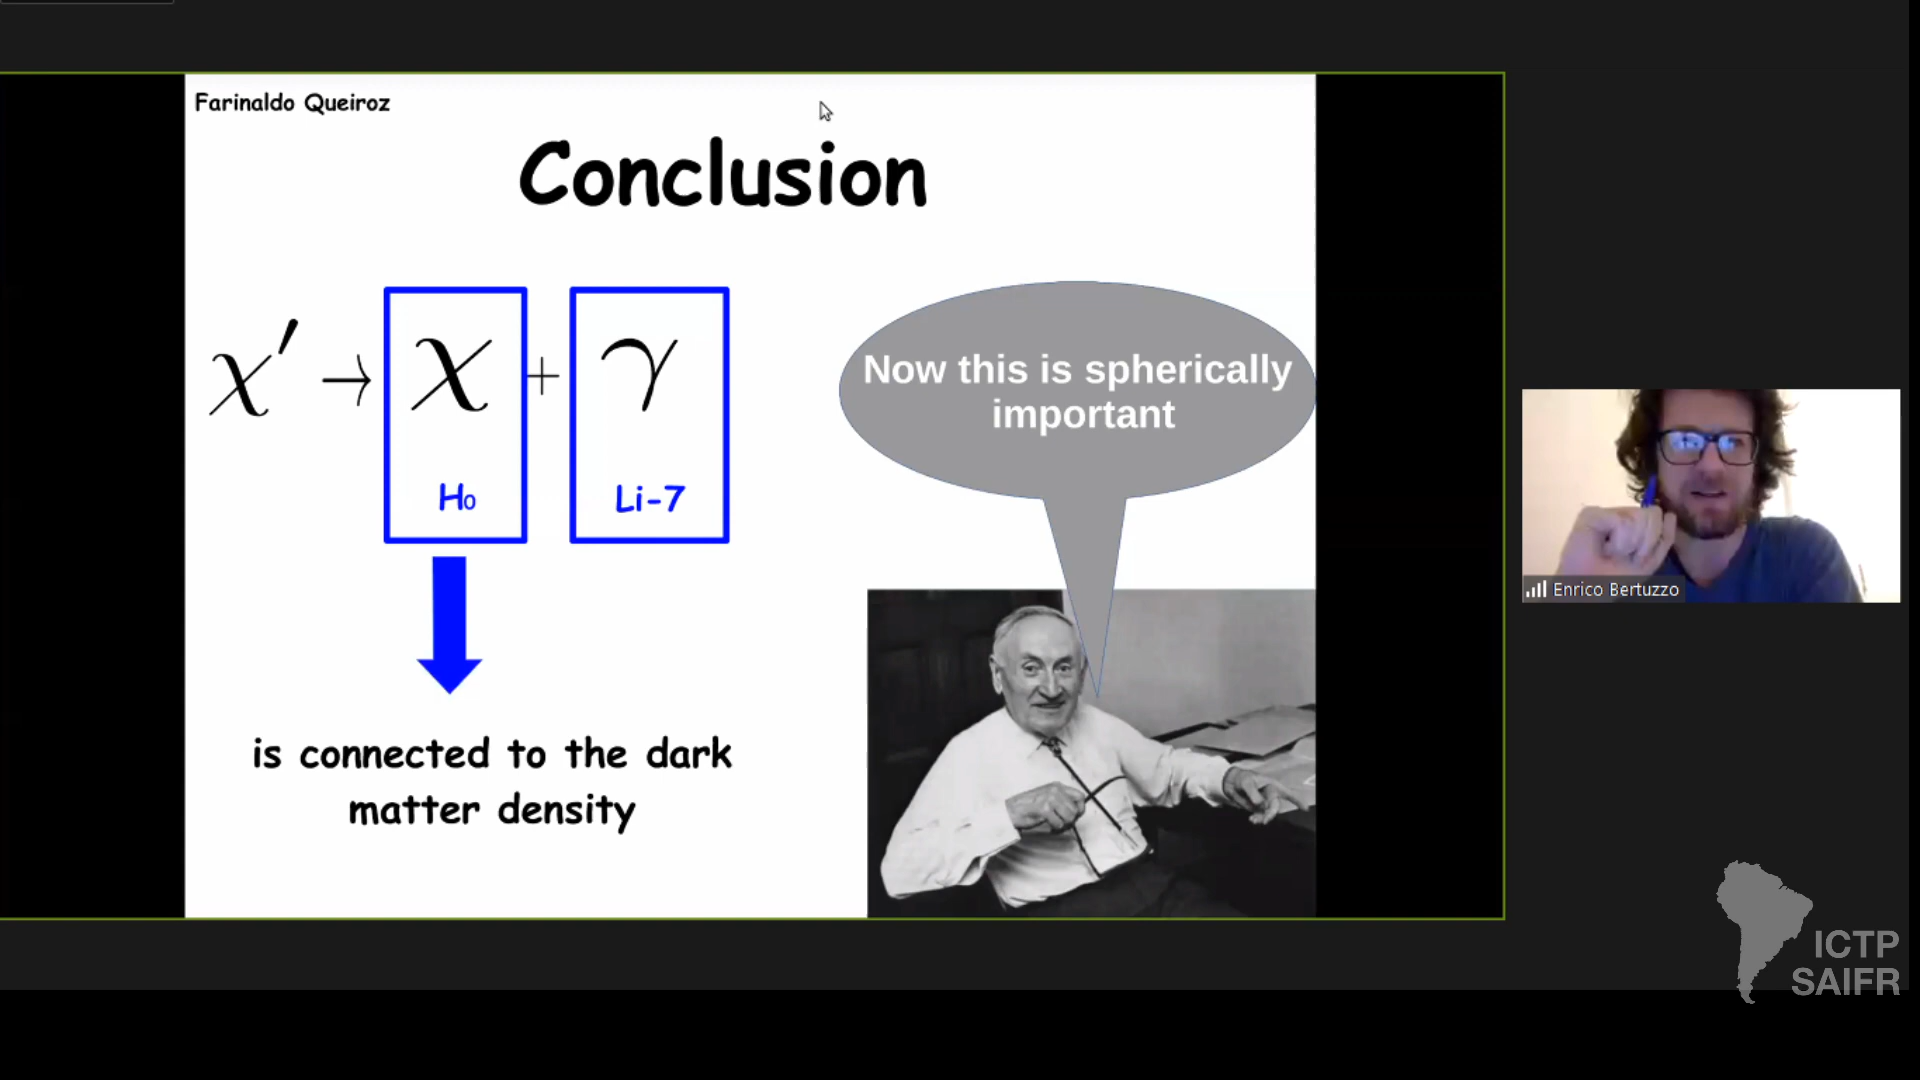 Farinaldo Queiroz
Conclusion
χ′ → χ + γ
H₀
Li-7
is connected to the dark
matter density
Now this is spherically
important
Enrico Bertuzzo
ICTP
SAIFR